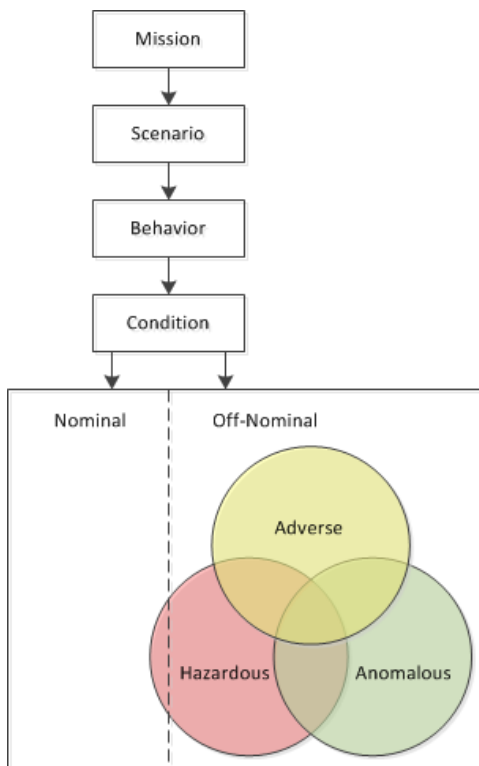 Mission
Scenario
Behavior
Condition
Nominal
Off-Nominal
Adverse
Hazardous
Anomalous